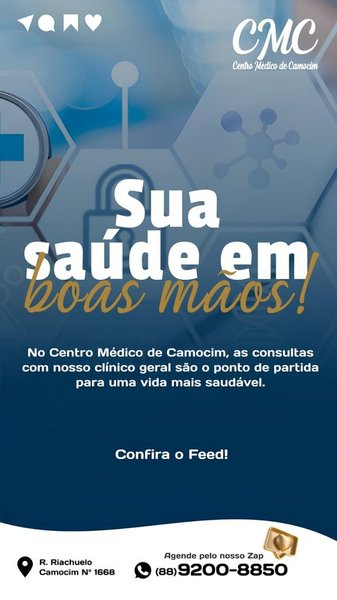 CMC
Centro Médico de Camocim
Sua
saúde em
boas mãos!
No Centro Médico de Camocim, as consultas
com nosso clínico geral são o ponto de partida
para uma vida mais saudável.
Confira o Feed!
R. Riachuelo
Camocim N° 1668
Agende pelo nosso Zap
(88)9200-8850